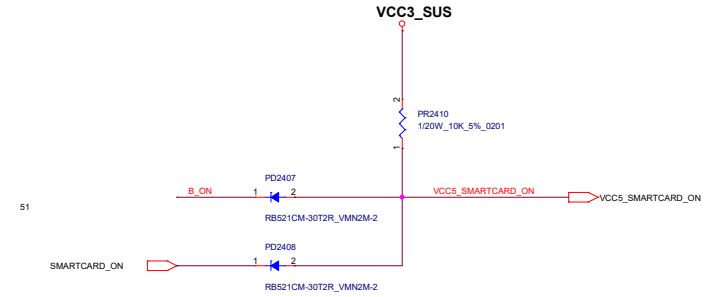 VCC3_SUS
2
PR2410
1/20W_10K_5%_0201
1
PD2407
B_ON
1
2
VCC5_SMARTCARD_ON
VCC5_SMARTCARD_ON
51
RB521CM-30T2R_VMN2M-2
PD2408
SMARTCARD_ON
1
2
RB521CM-30T2R_VMN2M-2